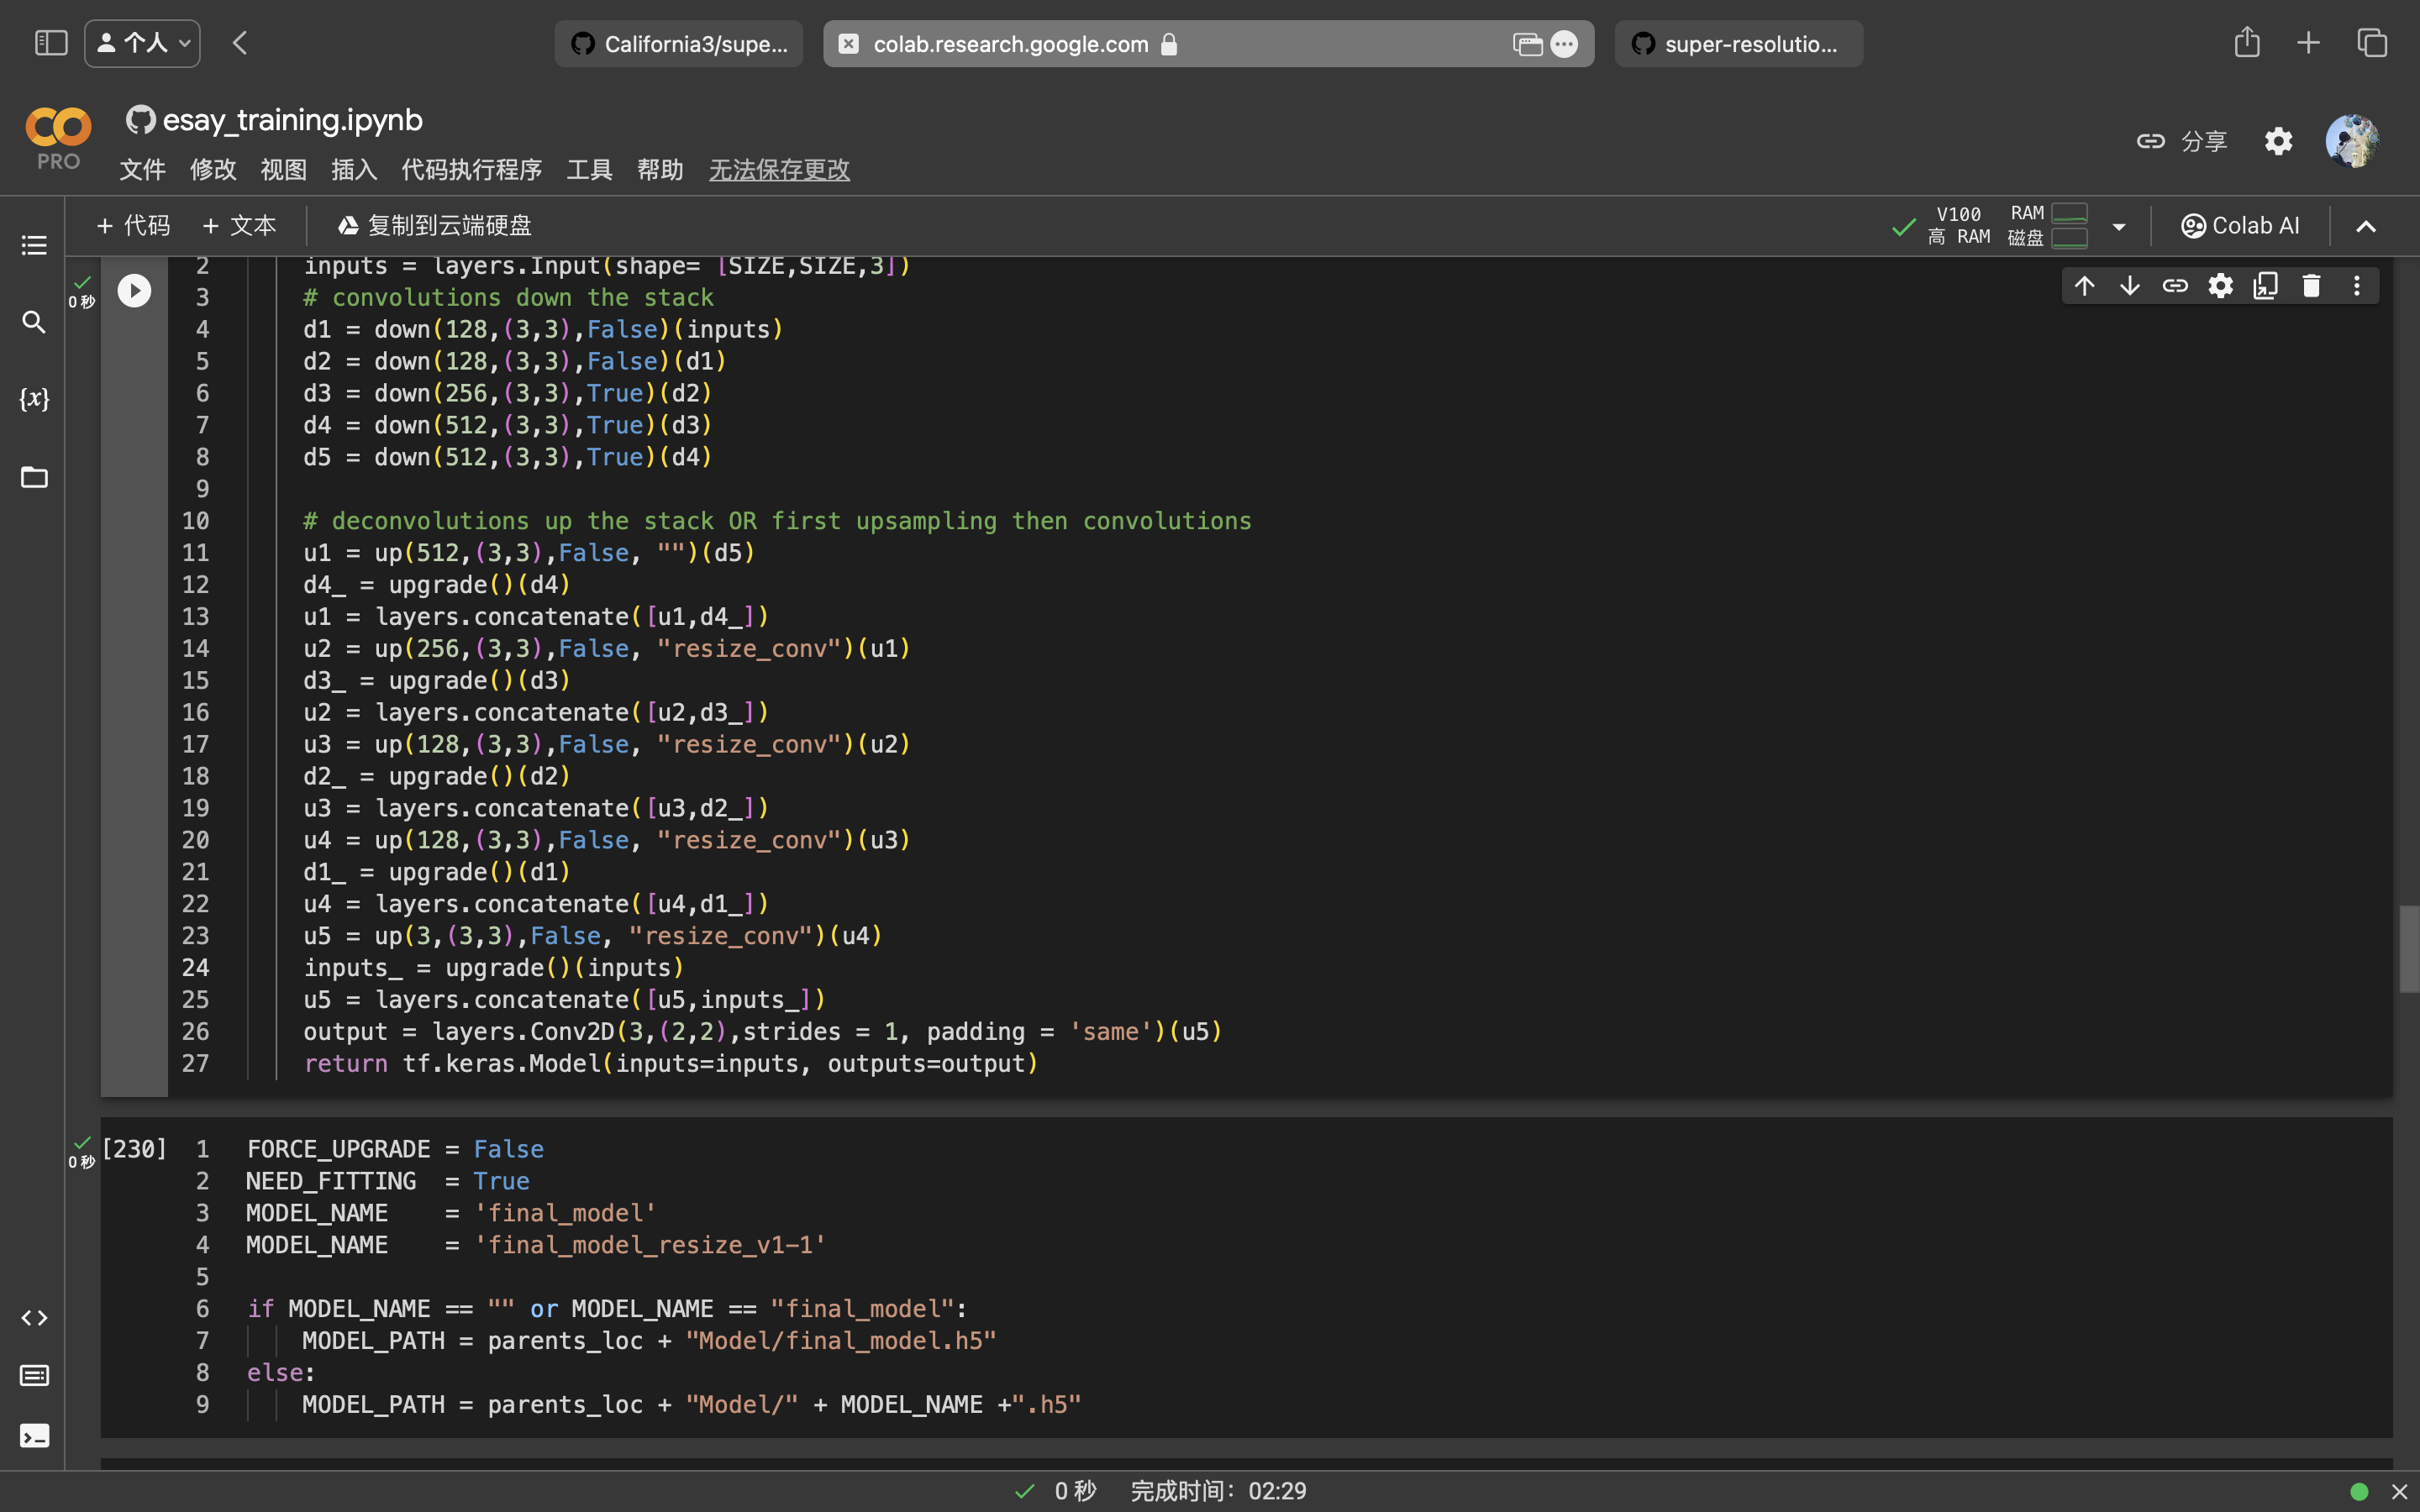 个人
California3/supe...
colab.research.google.com
super-resolutio...
PRO
esay_training.ipynb
文件 修改 视图 插入 代码执行程序 工具 帮助 无法保存更改
分享
+ 代码 + 文本 复制到云端硬盘
V100 RAM
高 RAM 磁盘
Colab AI
{x}
0 秒
2 inputs = layers.Input(shape= [SIZE,SIZE,3])
3 # convolutions down the stack
4 d1 = down(128,(3,3),False)(inputs)
5 d2 = down(128,(3,3),False)(d1)
6 d3 = down(256,(3,3),True)(d2)
7 d4 = down(512,(3,3),True)(d3)
8 d5 = down(512,(3,3),True)(d4)
9
10 # deconvolutions up the stack OR first upsampling then convolutions
11 u1 = up(512,(3,3),False, "")(d5)
12 d4_ = upgrade()(d4)
13 u1 = layers.concatenate([u1,d4_])
14 u2 = up(256,(3,3),False, "resize_conv")(u1)
15 d3_ = upgrade()(d3)
16 u2 = layers.concatenate([u2,d3_])
17 u3 = up(128,(3,3),False, "resize_conv")(u2)
18 d2_ = upgrade()(d2)
19 u3 = layers.concatenate([u3,d2_])
20 u4 = up(128,(3,3),False, "resize_conv")(u3)
21 d1_ = upgrade()(d1)
22 u4 = layers.concatenate([u4,d1_])
23 u5 = up(3,(3,3),False, "resize_conv")(u4)
24 inputs_ = upgrade()(inputs)
25 u5 = layers.concatenate([u5,inputs_])
26 output = layers.Conv2D(3,(2,2),strides = 1, padding = 'same')(u5)
27 return tf.keras.Model(inputs=inputs, outputs=output)
0 秒
[230] 1 FORCE_UPGRADE = False
2 NEED_FITTING  = True
3 MODEL_NAME    = 'final_model'
4 MODEL_NAME    = 'final_model_resize_v1-1'
5
6 if MODEL_NAME == "" or MODEL_NAME == "final_model":
7     MODEL_PATH = parents_loc + "Model/final_model.h5"
8 else:
9     MODEL_PATH = parents_loc + "Model/" + MODEL_NAME +".h5"
0 秒 完成时间： 02:29